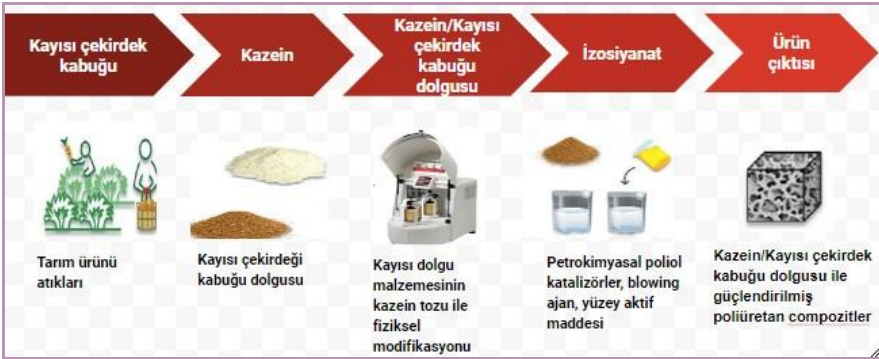 Kayısı çekirdek
kabuğu
Kazein
Kazein/Kayısı
çekirdek
kabuğu
dolgusu
İzosiyanat
Ürün
çıktısı
Tarım ürünü
atıkları
Kayısı çekirdeği
kabuğu dolgusu
Kayısı dolgu
malzemesinin
kazein tozu ile
fiziksel
modifikasyonu
Petrokimyasal poliol
katalizörler, blowing
ajan, yüzey aktif
maddesi
Kazein/Kayısı çekirdek
kabuğu dolgusu ile
güçlendirilmiş
poliüretan compozitler